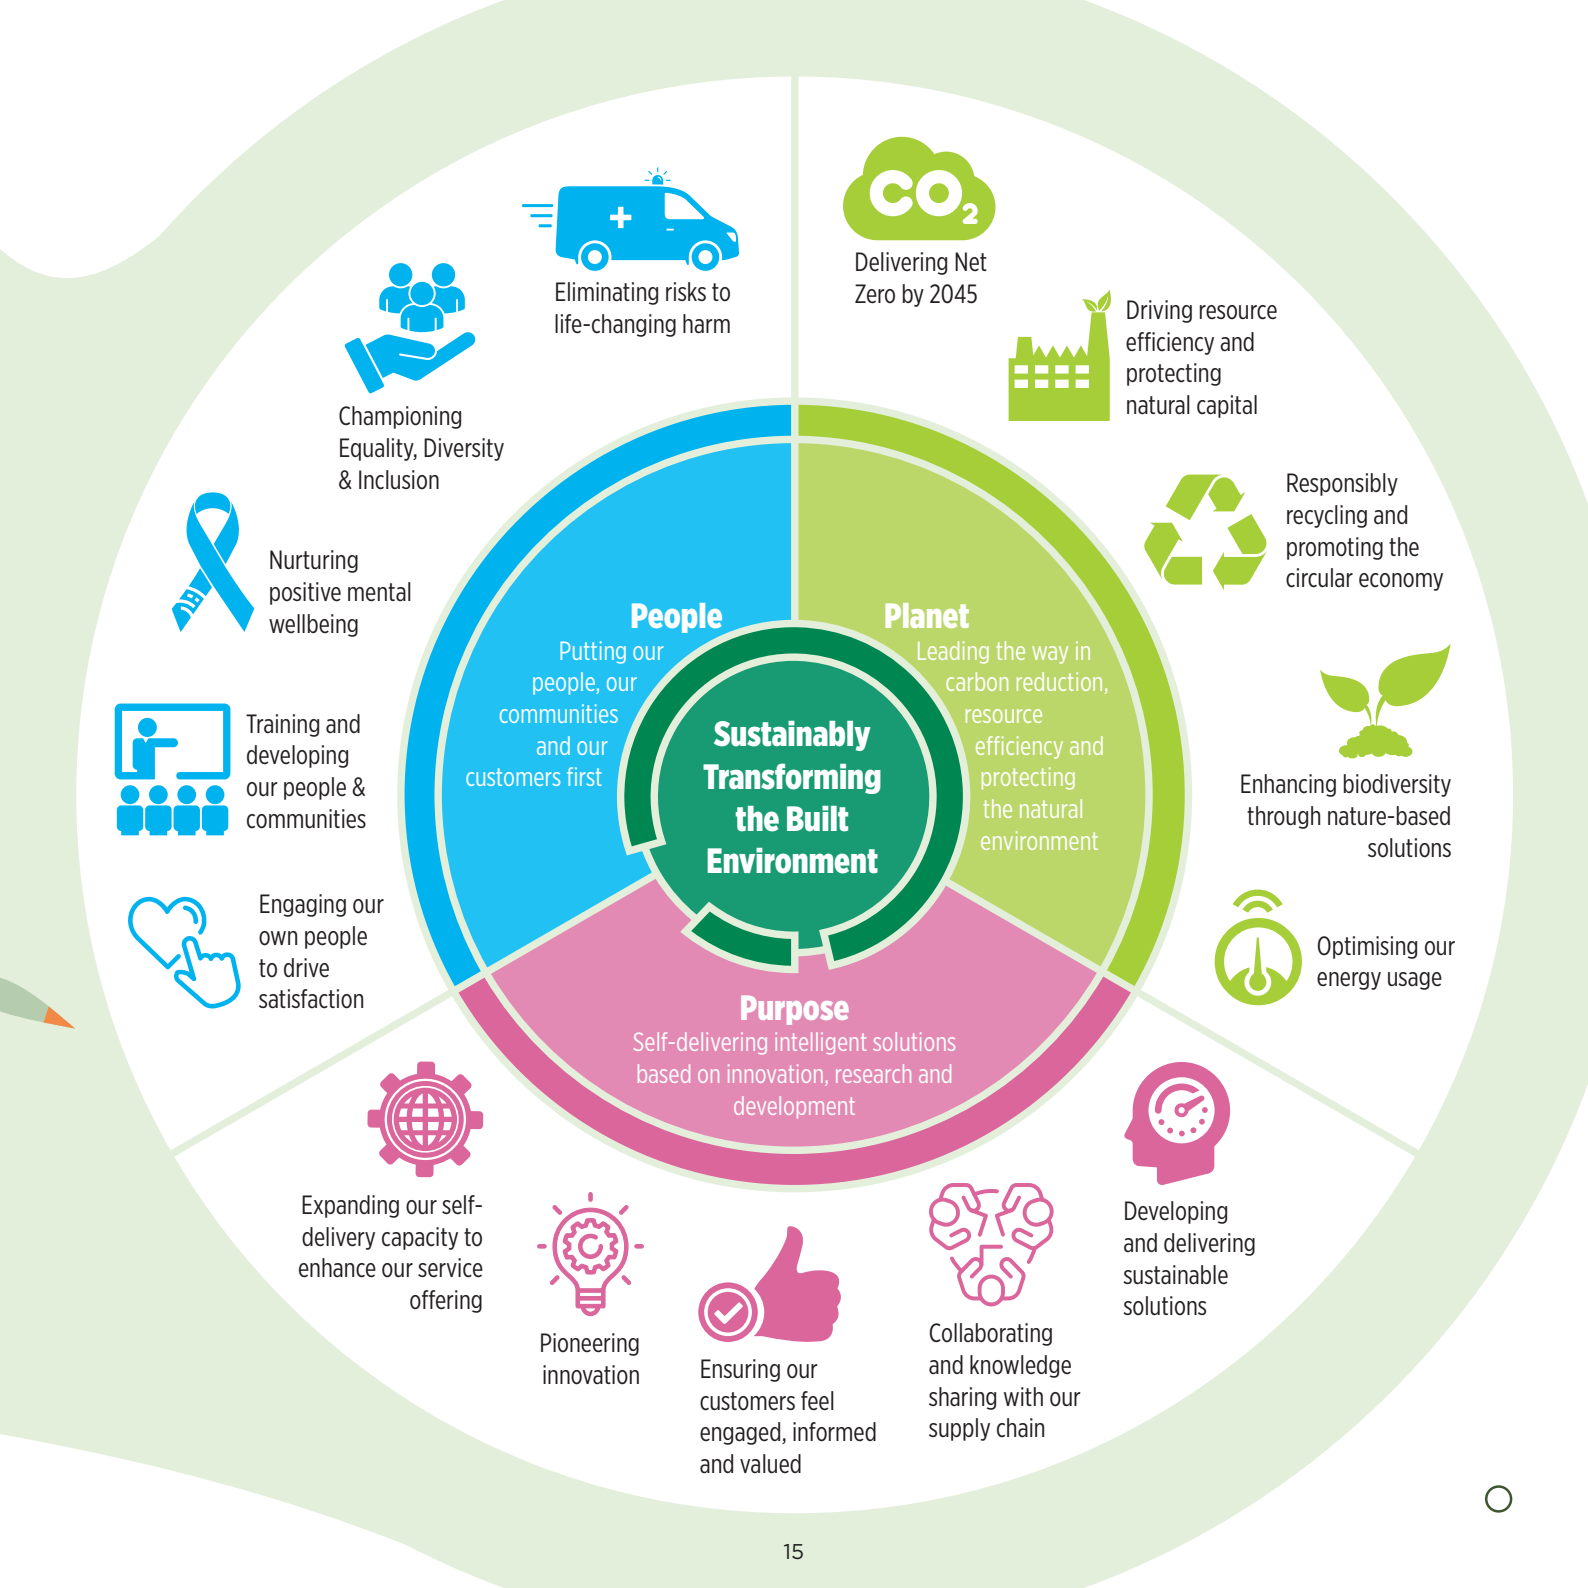 CO2
Delivering Net
Zero by 2045
Eliminating risks to
life-changing harm
Driving resource
efficiency and
protecting
natural capital
Championing
Equality, Diversity
& Inclusion
Responsibly
recycling and
promoting the
circular economy
Nurturing
positive mental
wellbeing
People
Putting our
people, our
communities
and our
customers first
Planet
Leading the way in
carbon reduction,
resource
efficiency and
protecting
the natural
environment
Sustainably
Transforming
the Built
Environment
Training and
developing
our people &
communities
Enhancing biodiversity
through nature-based
solutions
Engaging our
own people
to drive
satisfaction
Optimising our
energy usage
Purpose
Self-delivering intelligent solutions
based on innovation, research and
development
Expanding our self-
delivery capacity to
enhance our service
offering
Pioneering
innovation
Ensuring our
customers feel
engaged, informed
and valued
Collaborating
and knowledge
sharing with our
supply chain
Developing
and delivering
sustainable
solutions
15